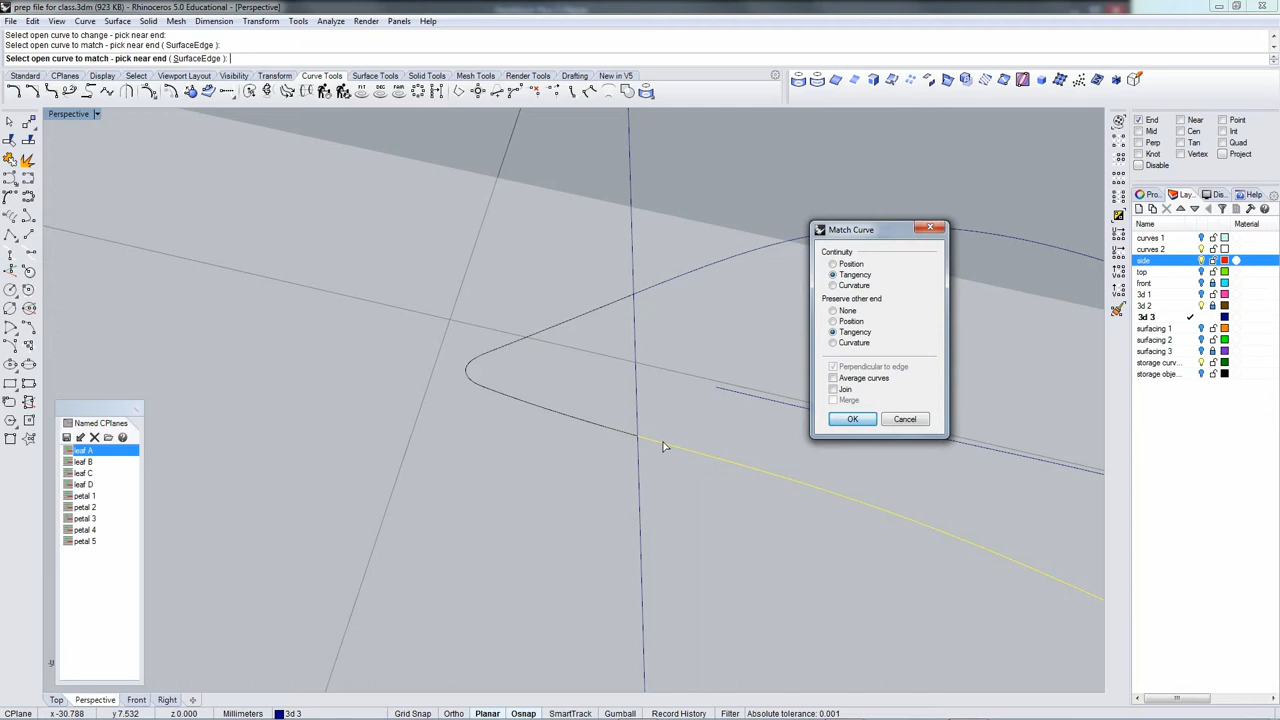 prep file for class.3dm (923 KB) - Rhinoceros 5.0 Educational - [Perspective]
File Edit View Curve Surface Solid Mesh Dimension Transform Tools Analyze Render Panels Help
Select open curve to change - pick near end:
Select open curve to match - pick near end ( SurfaceEdge ):
Select open curve to match - pick near end ( SurfaceEdge ):
Standard CPlanes Display Select Viewport Layout Visibility Transform Curve Tools Surface Tools Solid Tools Mesh Tools Render Tools Drafting New in V5
Perspective
End Near Point
Mid Cen Int
Perp Tan Quad
Knot Vertex Project
Disable
Pro... Lay... Dis... Help
Name Material
curves 1
curves 2
side
top
front
3d 1
3d 2
3d 3
surfacing 1
surfacing 2
surfacing 3
storage curv...
storage obje...
Match Curve
Continuity
Position
Tangency
Curvature
Preserve other end
None
Position
Tangency
Curvature
Perpendicular to edge
Average curves
Join
Merge
OK Cancel
Named CPlanes
leaf A
leaf B
leaf C
leaf D
petal 1
petal 2
petal 3
petal 4
petal 5
Top Perspective Front Right
CPlane x -30.788 y 7.532 z 0.000 Millimeters 3d 3 Grid Snap Ortho Planar Osnap SmartTrack Gumball Record History Filter Absolute tolerance: 0.001